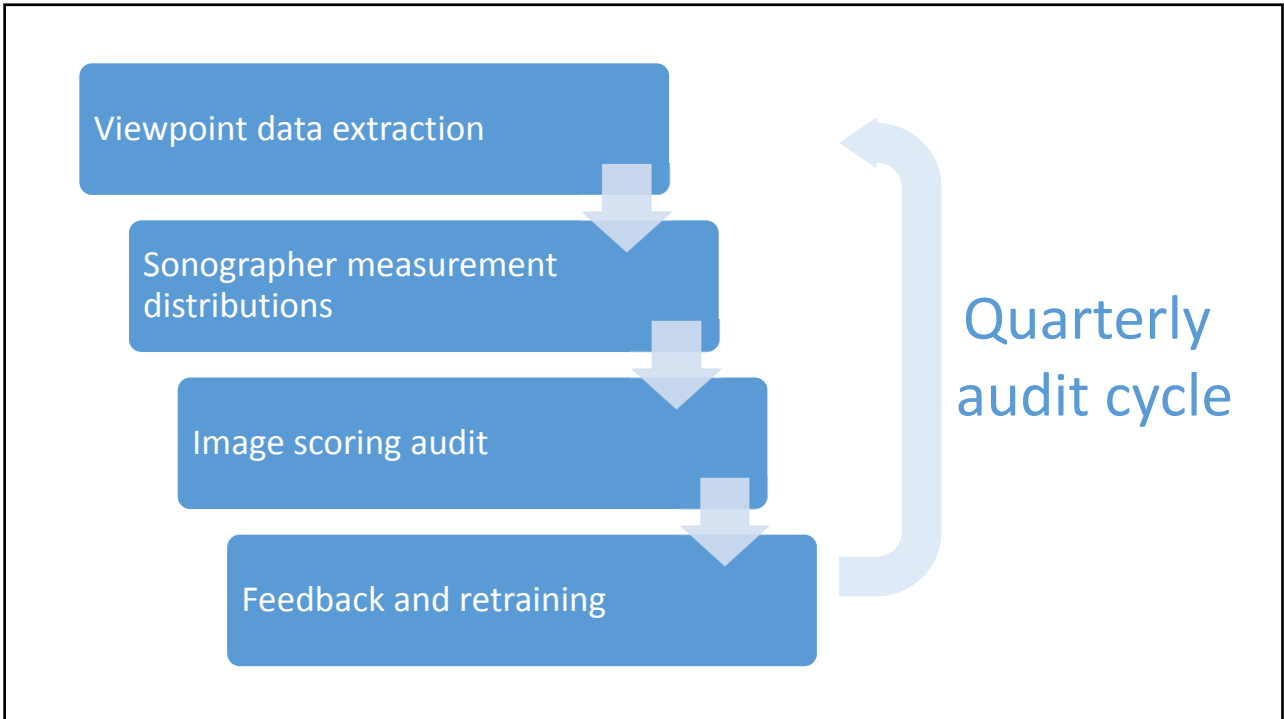 Viewpoint data extraction
Sonographer measurement
distributions
Image scoring audit
Feedback and retraining
Quarterly
audit cycle